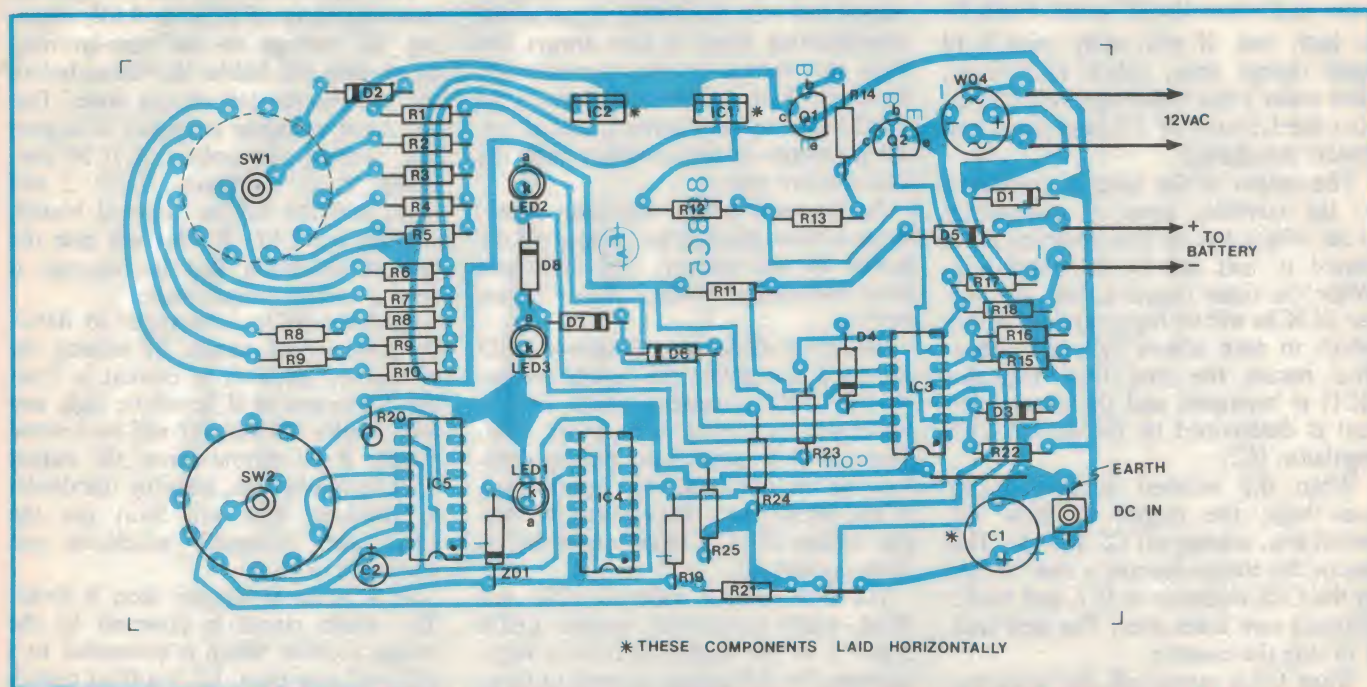 D2
R1
R2
R3
R4
R5
SW1
R6
R7
R8
R8
R9
R9
R10
IC2
*
IC1
*
B
b
c
Q1
e
R14
B
b
E
c
Q2
e
W04
~
+
~
–
12VAC
D1
+
+
TO
BATTERY
–
–
D5
a
k
LED2
D8
R12
R13
88BC5
EV
R11
R17
R18
R16
R15
D7
D6
D4
IC3
D3
R22
a
k
LED3
R20
SW2
IC5
LED1
k
a
IC4
R23
com
R24
R25
EARTH
DC IN
*
C1
+
+
+
C2
ZD1
R19
R21
* THESE COMPONENTS LAID HORIZONTALLY